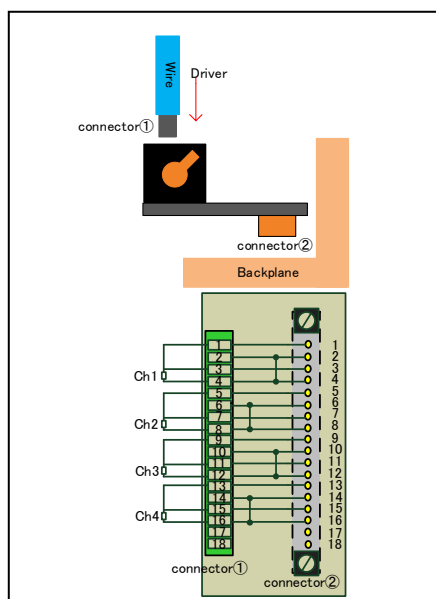 Wire
Driver
connector①
connector②
Backplane
1 1
2 2
3 3
4 4
Ch1
5 5
6 6
7 7
8 8
Ch2
9 9
10 10
11 11
12 12
Ch3
13 13
14 14
15 15
16 16
Ch4
17 17
18 18
connector①
connector②